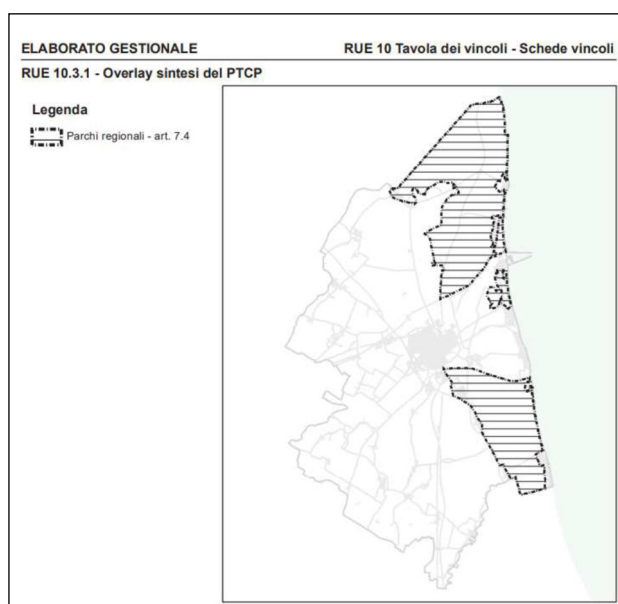 ELABORATO GESTIONALE RUE 10 Tavola dei vincoli - Schede vincoli
RUE 10.3.1 - Overlay sintesi del PTCP
Legenda
Parchi regionali - art. 7.4